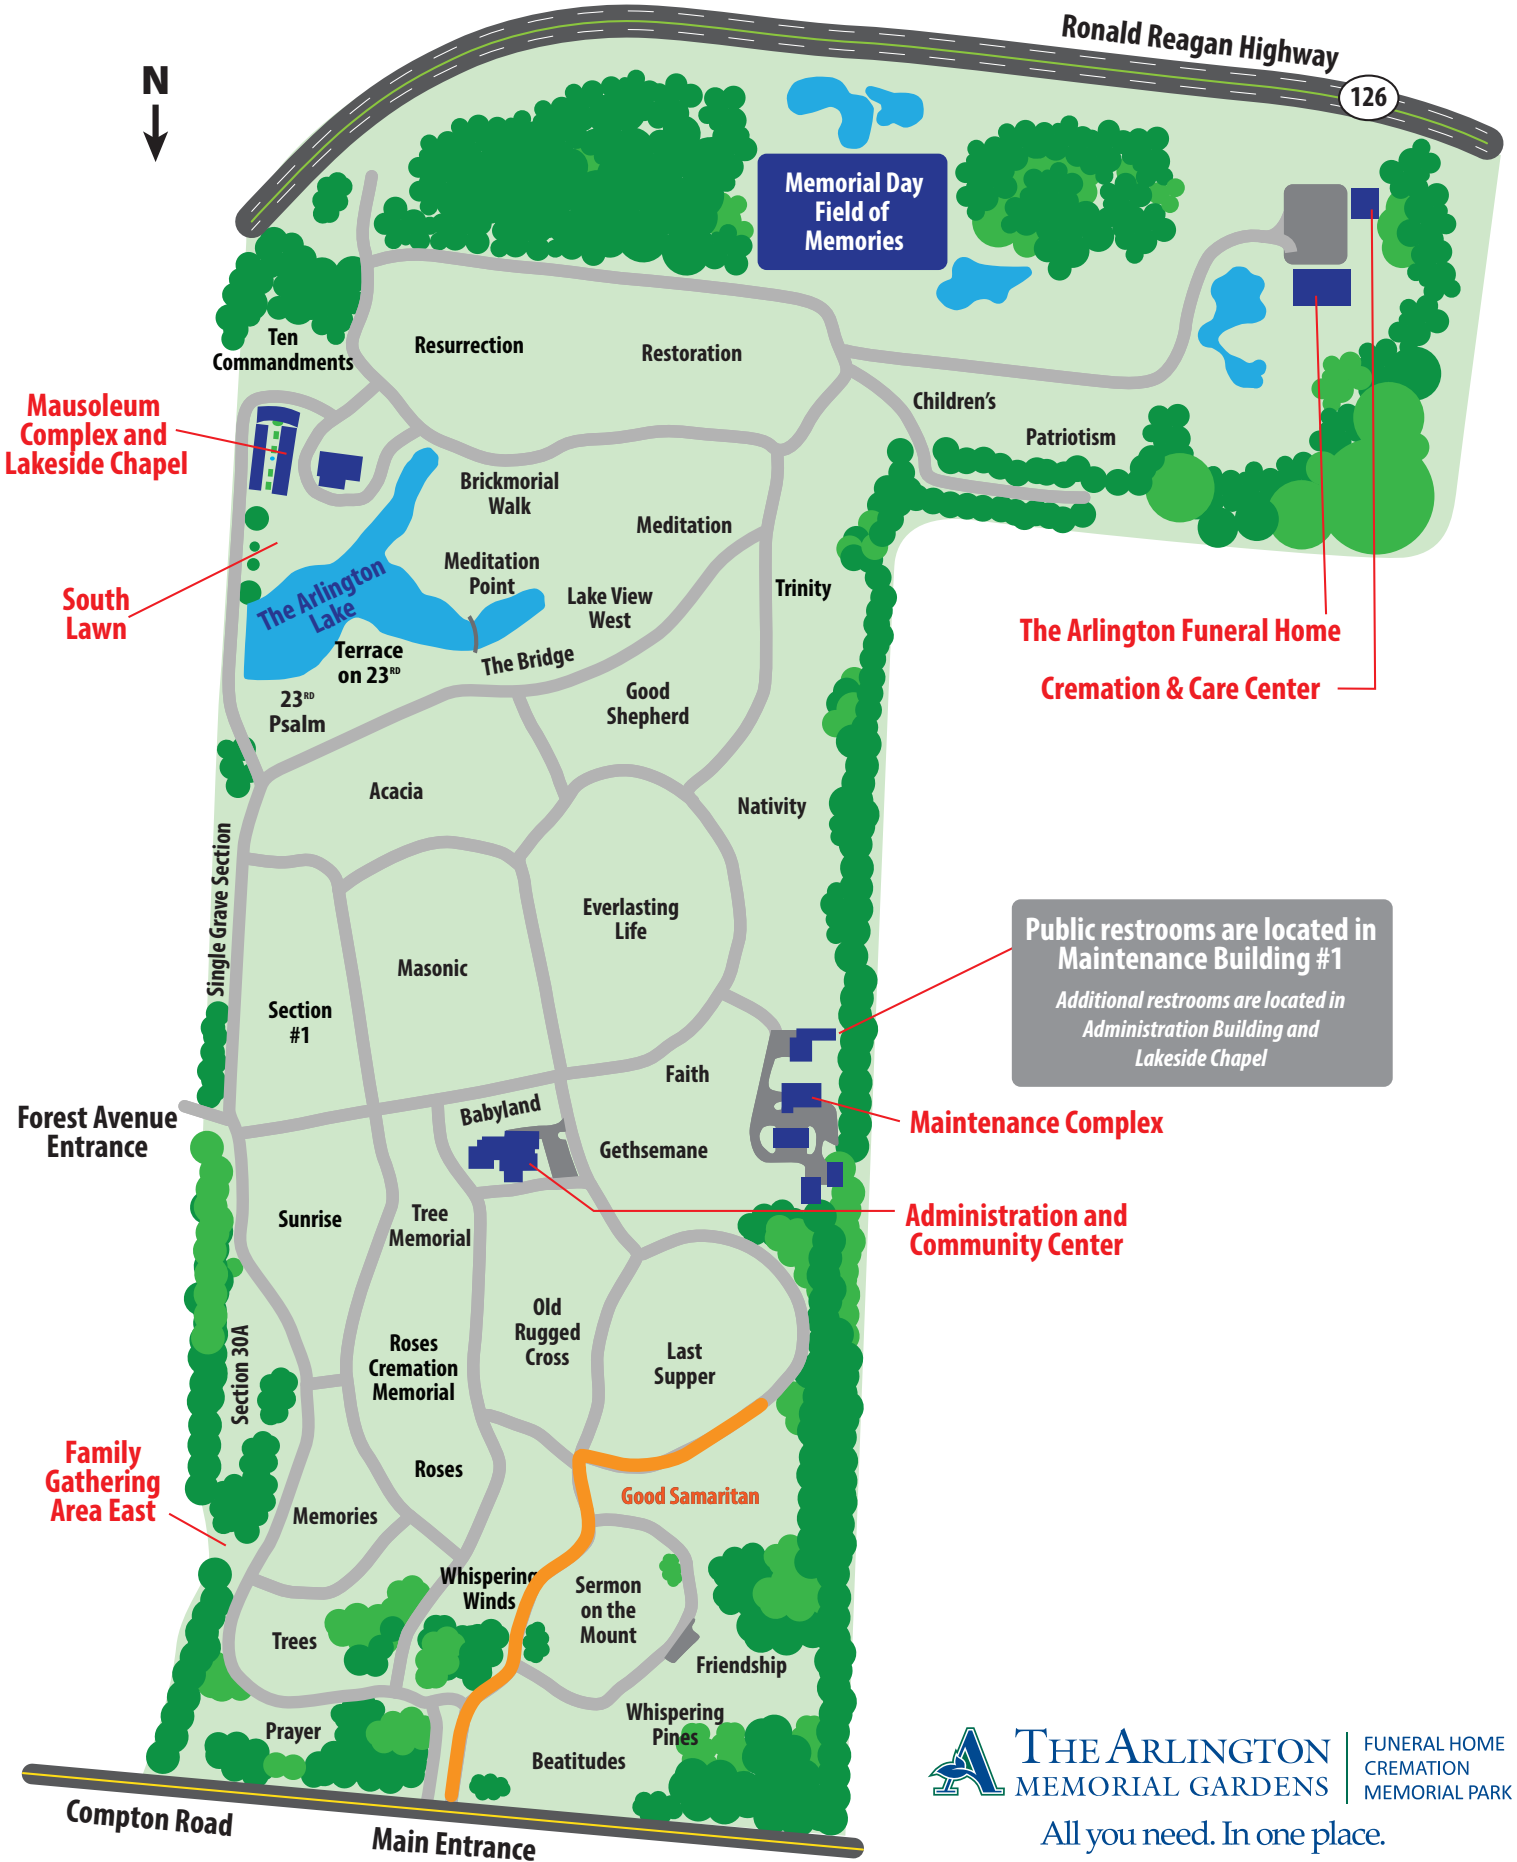 Ronald Reagan Highway
126
N
Memorial Day
Field of
Memories
Ten
Commandments
Resurrection
Restoration
Children's
Patriotism
Mausoleum
Complex and
Lakeside Chapel
Brickmorial
Walk
Meditation
Meditation
Point
The Arlington
Lake
South
Lawn
Lake View
West
Trinity
The Arlington Funeral Home
Cremation & Care Center
Terrace
on 23RD
The Bridge
23RD
Psalm
Good
Shepherd
Acacia
Nativity
Single Grave Section
Everlasting
Life
Masonic
Section
#1
Public restrooms are located in
Maintenance Building #1
Additional restrooms are located in
Administration Building and
Lakeside Chapel
Faith
Babyland
Forest Avenue
Entrance
Maintenance Complex
Gethsemane
Sunrise
Tree
Memorial
Administration and
Community Center
Old
Rugged
Cross
Roses
Cremation
Memorial
Last
Supper
Section 30A
Family
Gathering
Area East
Roses
Good Samaritan
Memories
Whispering
Winds
Sermon
on the
Mount
Trees
Friendship
Whispering
Pines
Prayer
Beatitudes
Compton Road
Main Entrance
A
THE ARLINGTON
MEMORIAL GARDENS
FUNERAL HOME
CREMATION
MEMORIAL PARK
All you need. In one place.